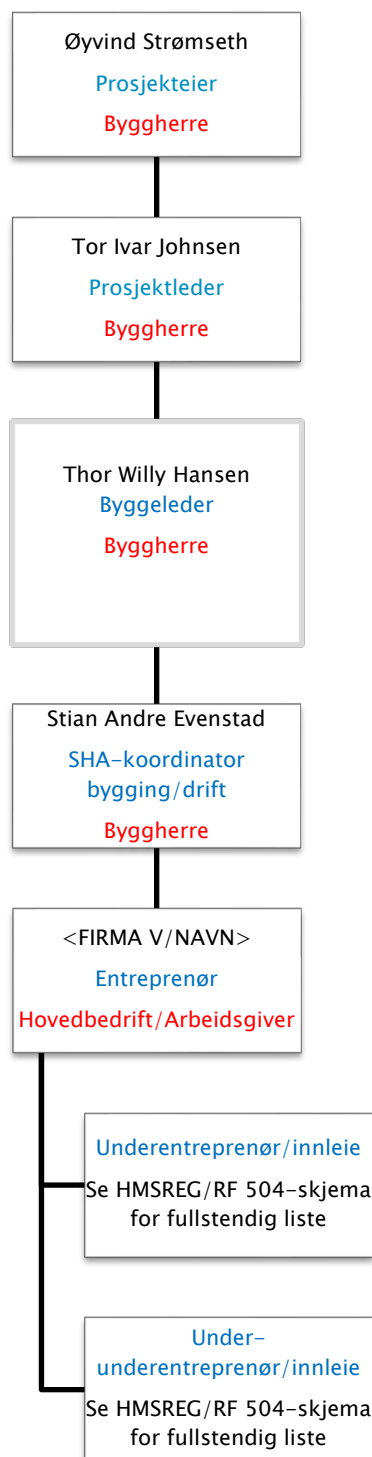 Øyvind Strømseth
Prosjekteier
Byggherre
Tor Ivar Johnsen
Prosjektleder
Byggherre
Thor Willy Hansen
Byggeleder
Byggherre
Stian Andre Evenstad
SHA-koordinator
bygging/drift
Byggherre
<FIRMA V/NAVN>
Entreprenør
Hovedbedrift/Arbeidsgiver
Underentreprenør/innleie
Se HMSREG/RF 504-skjema
for fullstendig liste
Under-
underentreprenør/innleie
Se HMSREG/RF 504-skjema
for fullstendig liste